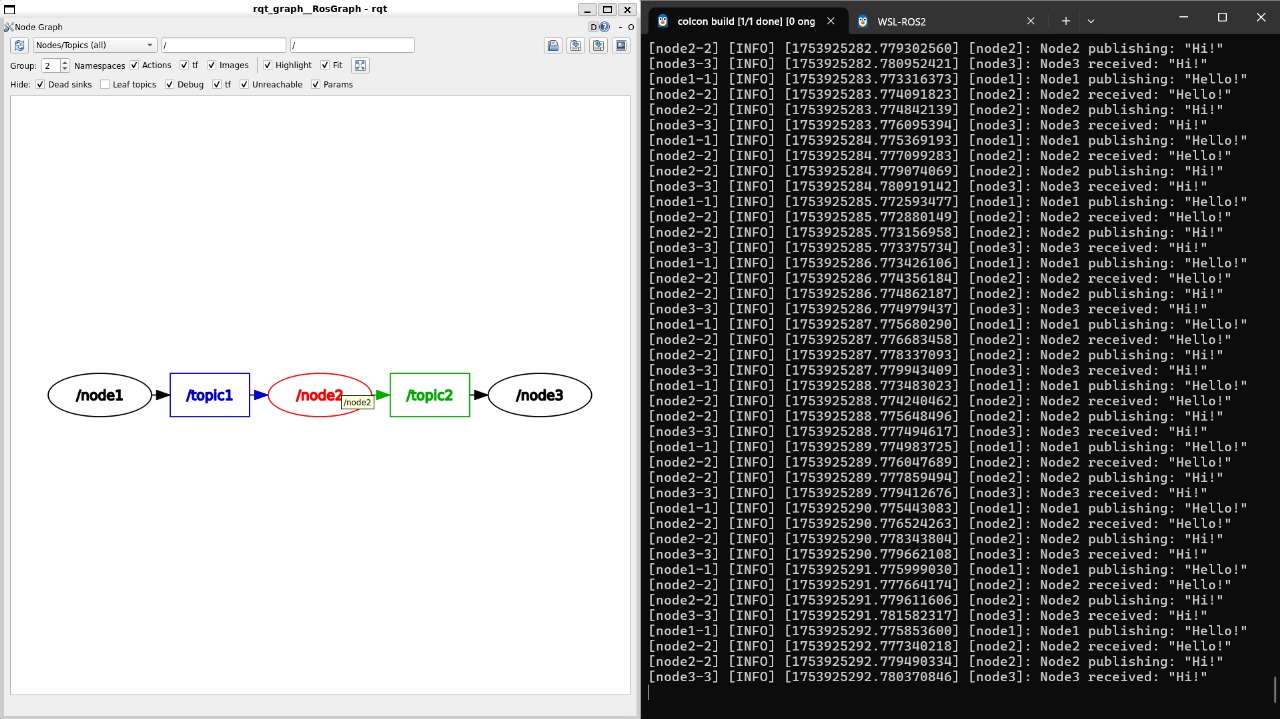 rqt_graph__RosGraph - rqt
Node Graph
D
- O
Nodes/Topics (all)
/
/
Group: 2 Namespaces Actions tf Images Highlight Fit
Hide: Dead sinks Leaf topics Debug tf Unreachable Params
/node1
/topic1
/node2
/node2
/topic2
/node3
colcon build [1/1 done] [0 ong
WSL-ROS2
[node2-2] [INFO] [1753925282.779302560] [node2]: Node2 publishing: "Hi!"
[node3-3] [INFO] [1753925282.780952421] [node3]: Node3 received: "Hi!"
[node1-1] [INFO] [1753925283.773316373] [node1]: Node1 publishing: "Hello!"
[node2-2] [INFO] [1753925283.774091823] [node2]: Node2 received: "Hello!"
[node2-2] [INFO] [1753925283.774842139] [node2]: Node2 publishing: "Hi!"
[node3-3] [INFO] [1753925283.776095394] [node3]: Node3 received: "Hi!"
[node1-1] [INFO] [1753925284.775369193] [node1]: Node1 publishing: "Hello!"
[node2-2] [INFO] [1753925284.777099283] [node2]: Node2 received: "Hello!"
[node2-2] [INFO] [1753925284.779074069] [node2]: Node2 publishing: "Hi!"
[node3-3] [INFO] [1753925284.780919142] [node3]: Node3 received: "Hi!"
[node1-1] [INFO] [1753925285.772593477] [node1]: Node1 publishing: "Hello!"
[node2-2] [INFO] [1753925285.772880149] [node2]: Node2 received: "Hello!"
[node2-2] [INFO] [1753925285.773156958] [node2]: Node2 publishing: "Hi!"
[node3-3] [INFO] [1753925285.773375734] [node3]: Node3 received: "Hi!"
[node1-1] [INFO] [1753925286.773426106] [node1]: Node1 publishing: "Hello!"
[node2-2] [INFO] [1753925286.774356184] [node2]: Node2 received: "Hello!"
[node2-2] [INFO] [1753925286.774862187] [node2]: Node2 publishing: "Hi!"
[node3-3] [INFO] [1753925286.774979437] [node3]: Node3 received: "Hi!"
[node1-1] [INFO] [1753925287.775680290] [node1]: Node1 publishing: "Hello!"
[node2-2] [INFO] [1753925287.776683458] [node2]: Node2 received: "Hello!"
[node2-2] [INFO] [1753925287.778337093] [node2]: Node2 publishing: "Hi!"
[node3-3] [INFO] [1753925287.779943409] [node3]: Node3 received: "Hi!"
[node1-1] [INFO] [1753925288.773483023] [node1]: Node1 publishing: "Hello!"
[node2-2] [INFO] [1753925288.774240462] [node2]: Node2 received: "Hello!"
[node2-2] [INFO] [1753925288.775648496] [node2]: Node2 publishing: "Hi!"
[node3-3] [INFO] [1753925288.777494617] [node3]: Node3 received: "Hi!"
[node1-1] [INFO] [1753925289.774983725] [node1]: Node1 publishing: "Hello!"
[node2-2] [INFO] [1753925289.776047689] [node2]: Node2 received: "Hello!"
[node2-2] [INFO] [1753925289.777859494] [node2]: Node2 publishing: "Hi!"
[node3-3] [INFO] [1753925289.779412676] [node3]: Node3 received: "Hi!"
[node1-1] [INFO] [1753925290.775443083] [node1]: Node1 publishing: "Hello!"
[node2-2] [INFO] [1753925290.776524263] [node2]: Node2 received: "Hello!"
[node2-2] [INFO] [1753925290.778343804] [node2]: Node2 publishing: "Hi!"
[node3-3] [INFO] [1753925290.779662108] [node3]: Node3 received: "Hi!"
[node1-1] [INFO] [1753925291.775999030] [node1]: Node1 publishing: "Hello!"
[node2-2] [INFO] [1753925291.777664174] [node2]: Node2 received: "Hello!"
[node2-2] [INFO] [1753925291.779611606] [node2]: Node2 publishing: "Hi!"
[node3-3] [INFO] [1753925291.781582317] [node3]: Node3 received: "Hi!"
[node1-1] [INFO] [1753925292.775853600] [node1]: Node1 publishing: "Hello!"
[node2-2] [INFO] [1753925292.777340218] [node2]: Node2 received: "Hello!"
[node2-2] [INFO] [1753925292.779490334] [node2]: Node2 publishing: "Hi!"
[node3-3] [INFO] [1753925292.780370846] [node3]: Node3 received: "Hi!"